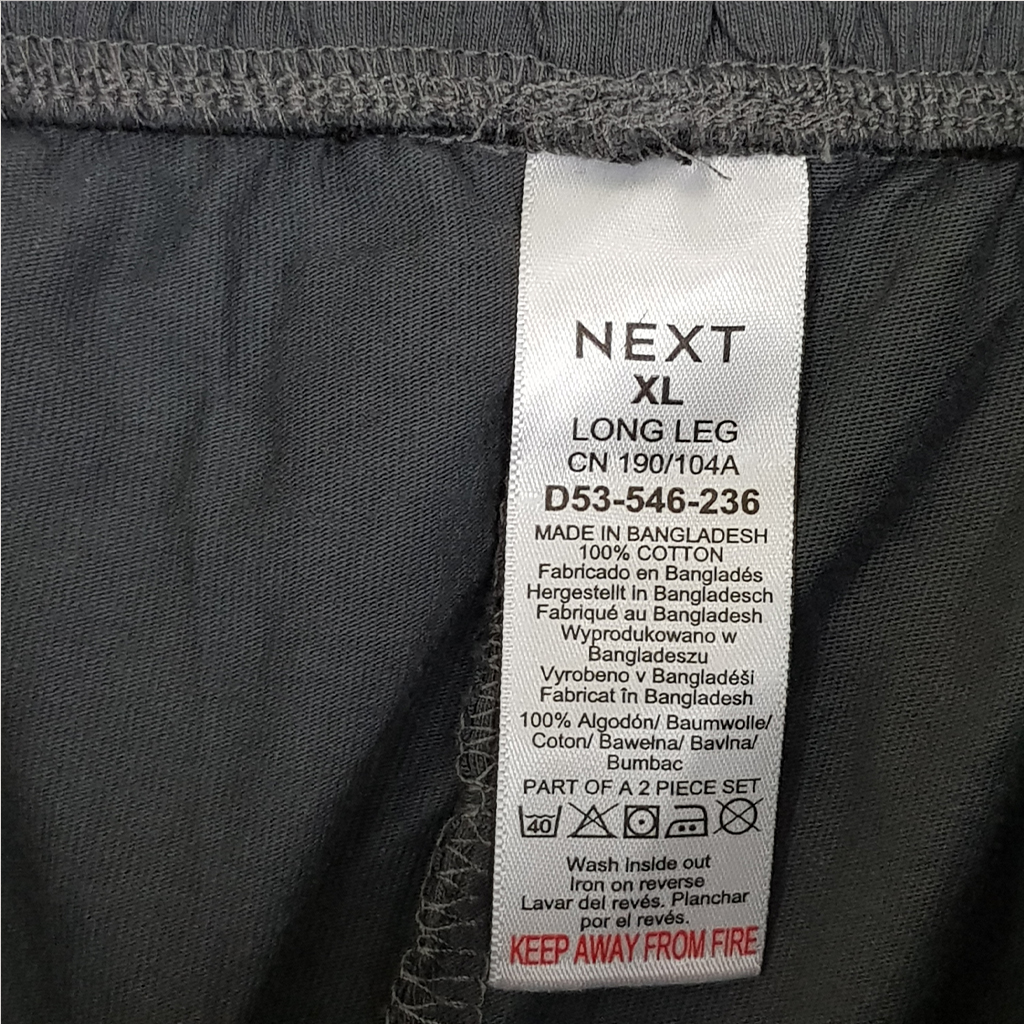 NEXT
XL
LONG LEG
CN 190/104A
D53-546-236
MADE IN BANGLADESH
100% COTTON
Fabricado en Bangladés
Hergestellt in Bangladesch
Fabriqué au Bangladesh
Wyprodukowano w
Bangladeszu
Vyrobeno v Bangladéši
Fabricat în Bangladesh
100% Algodón/ Baumwolle/
Coton/ Bawełna/ Bavlna/
Bumbac
PART OF A 2 PIECE SET
40
Wash inside out
Iron on reverse
Lavar del revés. Planchar
por el revés.
KEEP AWAY FROM FIRE